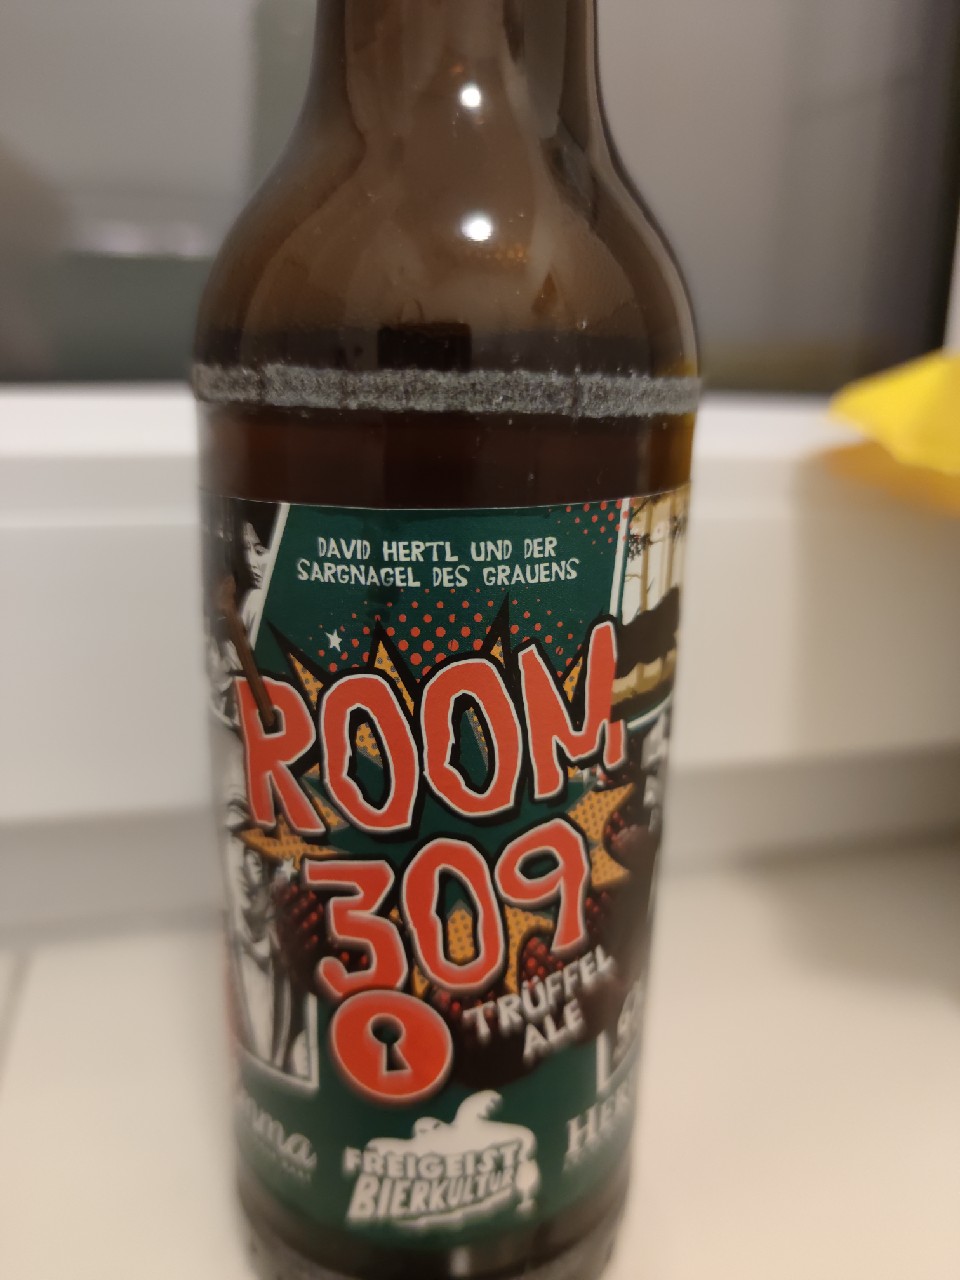 DAVID HERTL UND DER
SARGNAGEL DES GRAUENS
ROOM
309
TRÜFFEL
ALE
FREIGEIST
BIERKULTUR